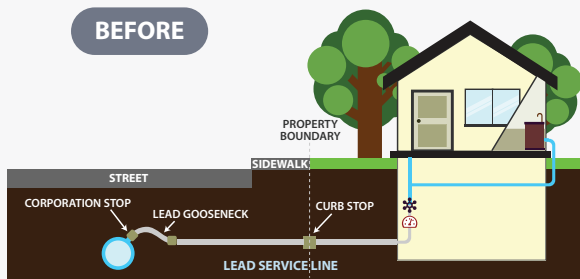 BEFORE
PROPERTY
BOUNDARY
SIDEWALK
STREET
CORPORATION STOP
LEAD GOOSENECK
CURB STOP
LEAD SERVICE LINE